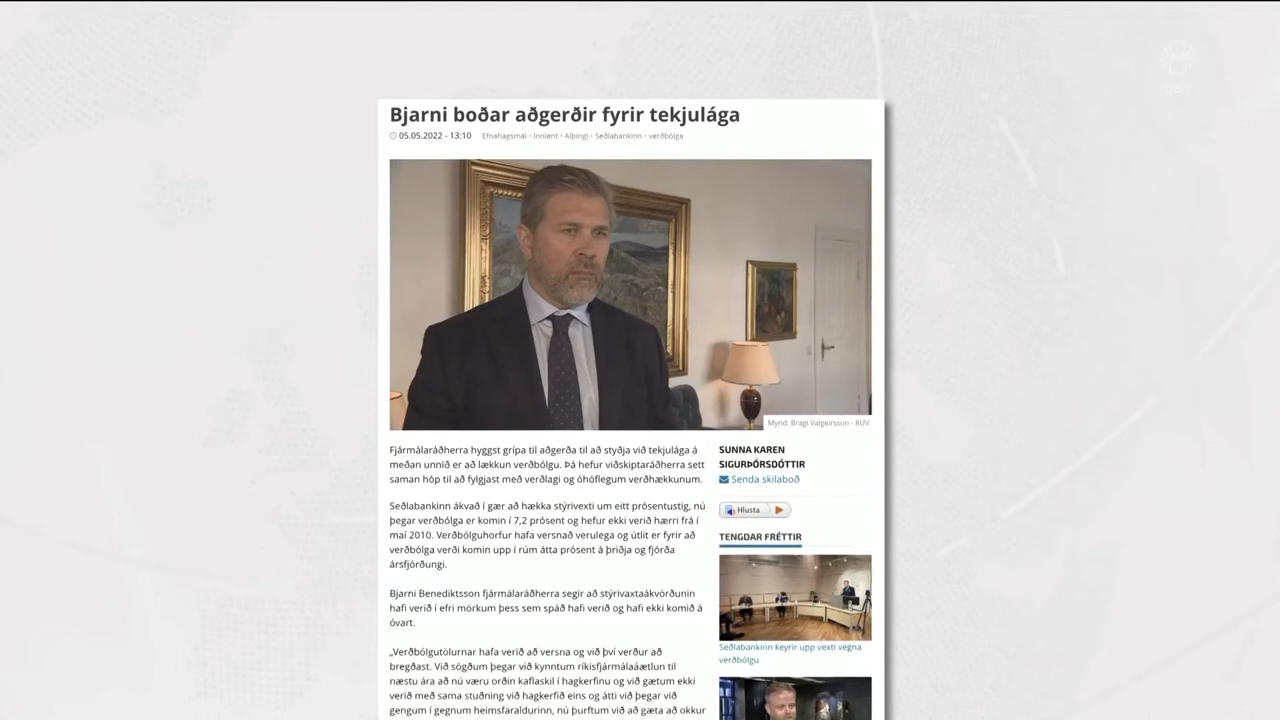 Bjarni boðar aðgerðir fyrir tekjulága
05.05.2022 - 13:10 Efnahagsmál · Innlent · Alþingi · Seðlabankinn · verðbólga
Mynd: Bragi Valgeirsson - RÚV
Fjármálaráðherra hyggst grípa til aðgerða til að styðja við tekjulága á
meðan unnið er að lækkun verðbólgu. Þá hefur viðskiptaráðherra sett
saman hóp til að fylgjast með verðlagi og óhóflegum verðhækkunum.
Seðlabankinn ákvað í gær að hækka stýrivexti um eitt prósentustig, nú
þegar verðbólga er komin í 7,2 prósent og hefur ekki verið hærri frá í
maí 2010. Verðbólguhorfur hafa versnað verulega og útlit er fyrir að
verðbólga verði komin upp í rúm átta prósent á þriðja og fjórða
ársfjórðungi.
Bjarni Benediktsson fjármálaráðherra segir að stýrivaxtaákvörðunin
hafi verið í efri mörkum þess sem spáð hafi verið og hafi ekki komið á
óvart.
„Verðbólgutölurnar hafa verið að versna og við því verður að
bregðast. Við sögðum þegar við kynntum ríkisfjármálaáætlun til
næstu ára að nú væru orðin kaflaskil í hagkerfinu og við gætum ekki
verið með sama stuðning við hagkerfið eins og átti við þegar við
gengum í gegnum heimsfaraldurinn, nú þurftum við að gæta að okkur
SUNNA KAREN
SIGURÞÓRSDÓTTIR
Senda skilaboð
Hlusta
TENGDAR FRÉTTIR
Seðlabankinn keyrir upp vexti vegna
verðbólgu